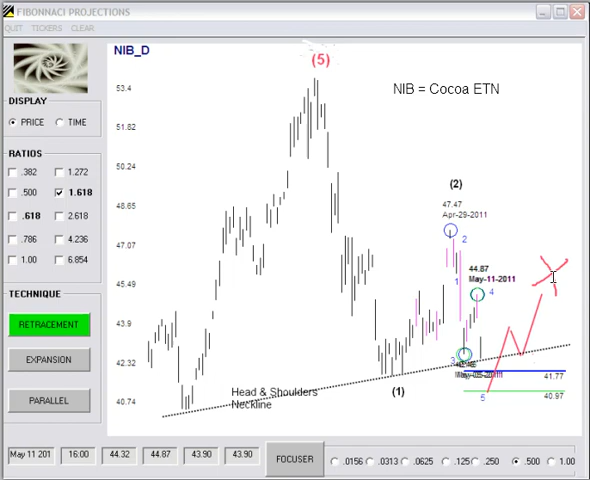 FIBONNACI PROJECTIONS
QUIT TICKERS CLEAR
NIB_D
(5)
NIB = Cocoa ETN
DISPLAY
PRICE TIME
RATIOS
.382 1.272
.500 1.618
.618 2.618
.786 4.236
1.00 6.854
TECHNIQUE
RETRACEMENT
EXPANSION
PARALLEL
53.4
51.82
50.24
48.65
47.07
45.49
43.9
42.32
40.74
(2)
47.47
Apr-29-2011
2
44.87
May-11-2011
1
4
3
May-05-2011
41.77
40.97
5
(1)
Head & Shoulders
Neckline
May 11 201 16:00 44.32 44.87 43.90 43.90 FOCUSER .0156 .0313 .0625 .125 .250 .500 1.00